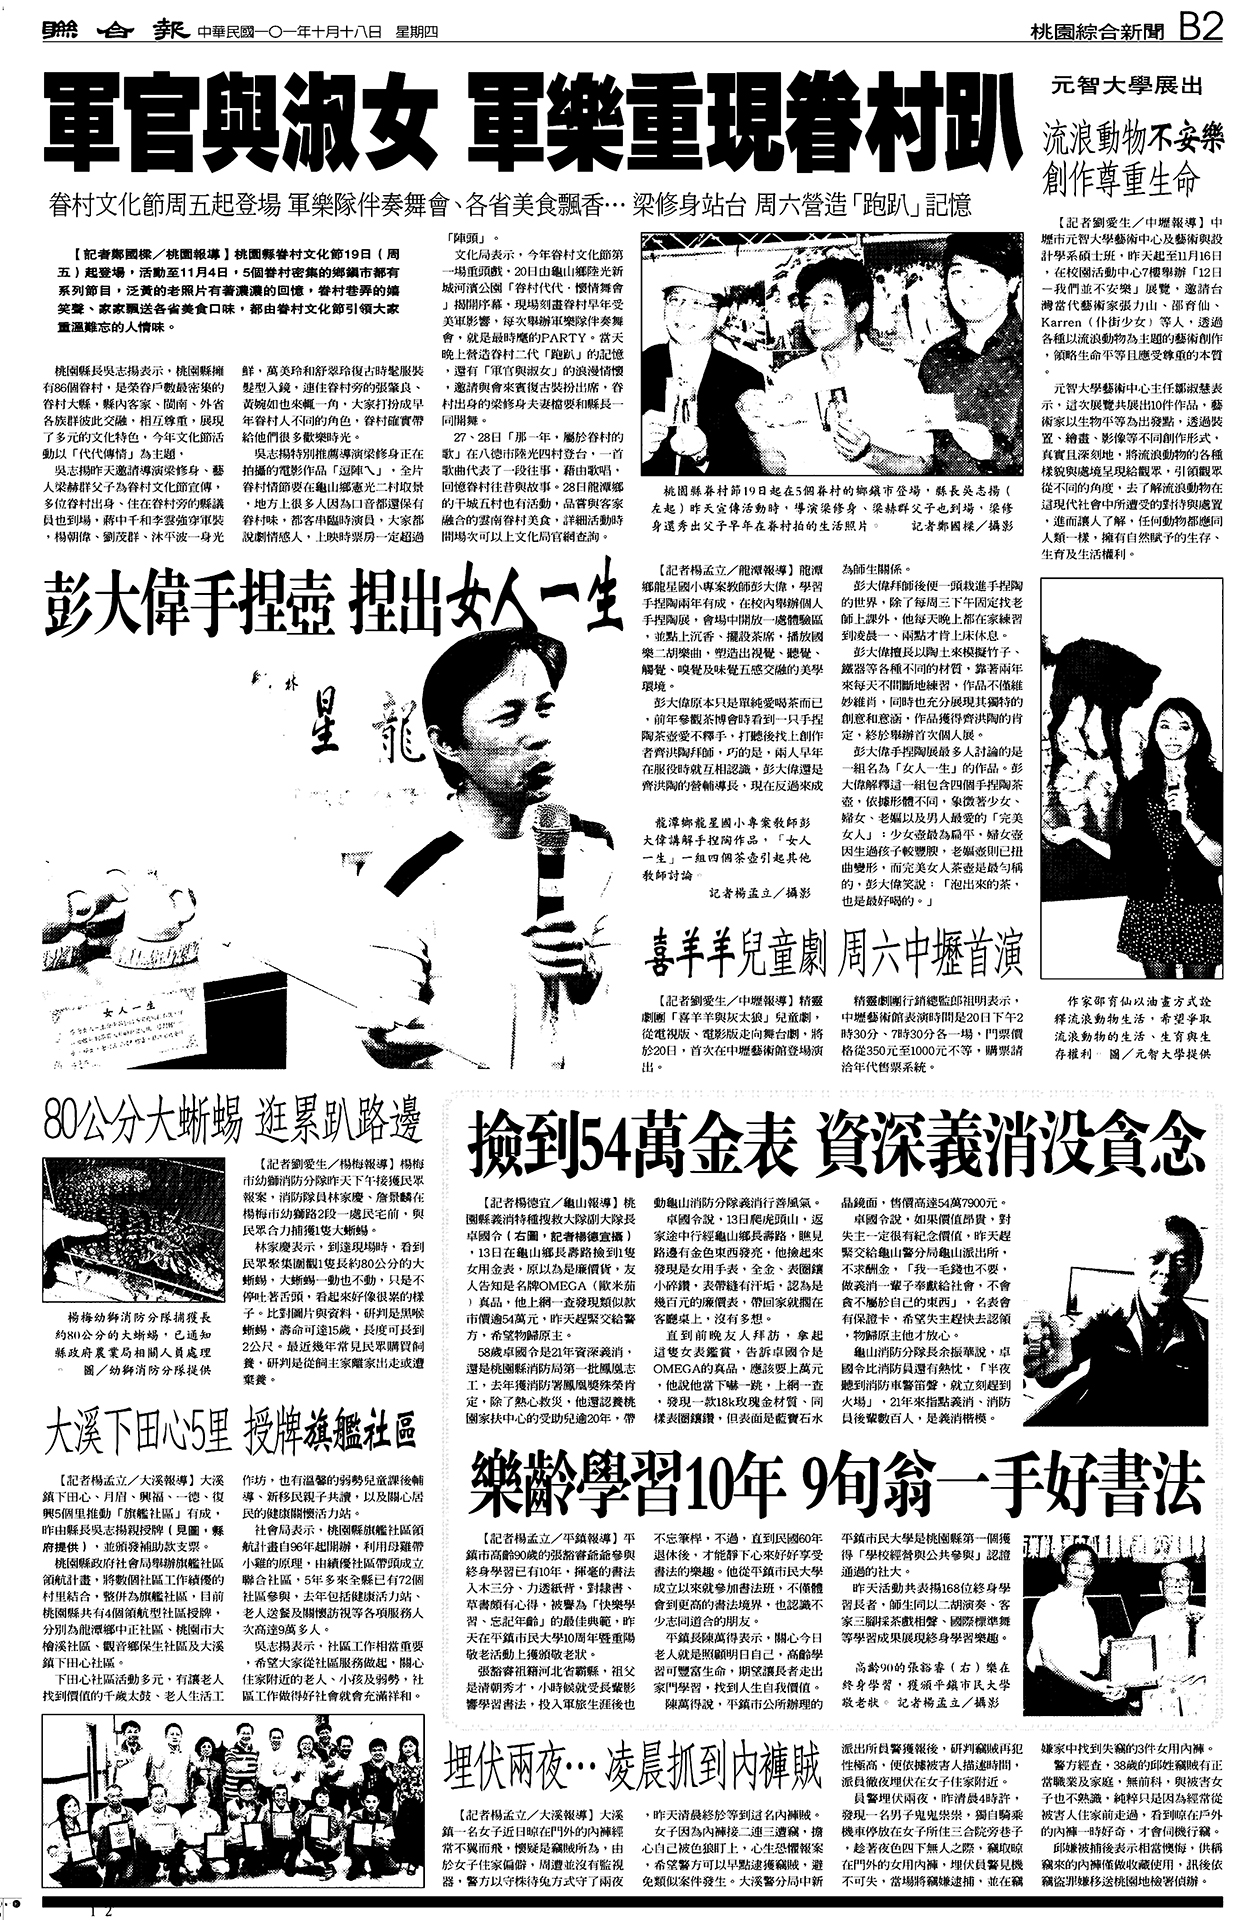 聯合報 中華民國一○一年十月十八日 星期四
桃園綜合新聞 B2
軍官與淑女 軍樂重現眷村趴
眷村文化節周五起登場 軍樂隊伴奏舞會、各省美食飄香… 梁修身站台 周六營造「跑趴」記憶
【記者鄭國樑／桃園報導】桃園縣眷村文化節19日（周
五）起登場，活動至11月4日，5個眷村密集的鄉鎮市都有
系列節目，泛黃的老照片有著濃濃的回憶，眷村巷弄的嬉
笑聲、家家飄送各省美食口味，都由眷村文化節引領大家
重溫難忘的人情味。
桃園縣長吳志揚表示，桃園縣擁
有86個眷村，是榮眷戶數最密集的
眷村大縣，縣內客家、閩南、外省
各族群彼此交融，相互尊重，展現
了多元的文化特色，今年文化節活
動以「代代傳情」為主題，
吳志揚昨天邀請導演梁修身、藝
人梁赫群父子為眷村文化節宣傳，
多位眷村出身、住在眷村旁的縣議
員也到場，蔣中千和李雲強穿軍裝
，楊朝偉、劉茂群、沐平波一身光
鮮，萬美玲和舒翠玲復古時髦服裝
髮型入鏡，連住眷村旁的張肇良、
黃婉如也來軋一角，大家打扮成早
年眷村人不同的角色，眷村確實帶
給他們很多歡樂時光。
吳志揚特別推薦導演梁修身正在
拍攝的電影作品「逗陣ㄟ」，全片
眷村情節要在龜山鄉憲光二村取景
，地方上很多人因為口音都還保有
眷村味，都客串臨時演員，大家都
說劇情感人，上映時票房一定超過
「陣頭」。
文化局表示，今年眷村文化節第
一場重頭戲，20日由龜山鄉陸光新
城河濱公園「眷村代代．懷情舞會
」揭開序幕，現場刻畫眷村早年受
美軍影響，每次舉辦軍樂隊伴奏舞
會，就是最時髦的PARTY。當天
晚上營造眷村二代「跑趴」的記憶
，還有「軍官與淑女」的浪漫情懷
，邀請與會來賓復古裝扮出席，眷
村出身的梁修身夫妻檔要和縣長一
同開舞。
27、28日「那一年，屬於眷村的
歌」在八德市陸光四村登台，一首
歌曲代表了一段往事，藉由歌唱，
回憶眷村往昔與故事。28日龍潭鄉
的干城五村也有活動，品嘗與客家
融合的雲南眷村美食，詳細活動時
間場次可以上文化局官網查詢。
桃園縣眷村節19日起在5個眷村的鄉鎮市登場，縣長吳志揚（
左起）昨天宣傳活動時，導演梁修身、梁赫群父子也到場，梁修
身還秀出父子早年在眷村拍的生活照片。 記者鄭國樑／攝影
元智大學展出
流浪動物不安樂
創作尊重生命
【記者劉愛生／中壢報導】中
壢市元智大學藝術中心及藝術與設
計學系碩士班，昨天起至11月16日
，在校園活動中心7樓舉辦「12日
－我們並不安樂」展覽，邀請台
灣當代藝術家張力山、邵育仙、
Karren（仆街少女）等人，透過
各種以流浪動物為主題的藝術創作
，領略生命平等且應受尊重的本質
。
元智大學藝術中心主任鄒淑慧表
示，這次展覽共展出10件作品，藝
術家以生物平等為出發點，透過裝
置、繪畫、影像等不同創作形式，
真實且深刻地，將流浪動物的各種
樣貌與處境呈現給觀眾，引領觀眾
從不同的角度，去了解流浪動物在
這現代社會中所遭受的對待與處置
，進而讓人了解，任何動物都應同
人類一樣，擁有自然賦予的生存、
生育及生活權利。
作家邵育仙以油畫方式詮
釋流浪動物生活，希望爭取
流浪動物的生活、生育與生
存權利。圖／元智大學提供
彭大偉手捏壺 捏出女人一生
星 龍
女人一生
【記者楊孟立／龍潭報導】龍潭
鄉龍星國小專案教師彭大偉，學習
手捏陶兩年有成，在校內舉辦個人
手捏陶展，會場中開放一處體驗區
，並點上沉香、擺設茶席，播放國
樂二胡樂曲，塑造出視覺、聽覺、
觸覺、嗅覺及味覺五感交融的美學
環境。
彭大偉原本只是單純愛喝茶而已
，前年參觀茶博會時看到一只手捏
陶茶壺愛不釋手，打聽後找上創作
者齊洪陶拜師，巧的是，兩人早年
在服役時就互相認識，彭大偉還是
齊洪陶的營輔導長，現在反過來成
為師生關係。
彭大偉拜師後便一頭栽進手捏陶
的世界，除了每周三下午固定找老
師上課外，他每天晚上都在家練習
到凌晨一、兩點才肯上床休息。
彭大偉擅長以陶土來模擬竹子、
鐵器等各種不同的材質，靠著兩年
來每天不間斷地練習，作品不僅維
妙維肖，同時也充分展現其獨特的
創意和意涵，作品獲得齊洪陶的肯
定，終於舉辦首次個人展。
彭大偉手捏陶展最多人討論的是
一組名為「女人一生」的作品。彭
大偉解釋這一組包含四個手捏陶茶
壺，依據形體不同，象徵著少女、
婦女、老嫗以及男人最愛的「完美
女人」：少女壺最為扁平，婦女壺
因生過孩子較豐腴，老嫗壺則已扭
曲變形，而完美女人茶壺是最勻稱
的，彭大偉笑說：「泡出來的茶，
也是最好喝的。」
龍潭鄉龍星國小專案教師彭
大偉講解手捏陶作品，「女人
一生」一組四個茶壺引起其他
教師討論。
記者楊孟立／攝影
喜羊羊兒童劇 周六中壢首演
【記者劉愛生／中壢報導】精靈
劇團「喜羊羊與灰太狼」兒童劇，
從電視版、電影版走向舞台劇，將
於20日，首次在中壢藝術館登場演
出。
精靈劇團行銷總監邱祖明表示，
中壢藝術館表演時間是20日下午2
時30分、7時30分各一場，門票價
格從350元至1000元不等，購票請
洽年代售票系統。
80公分大蜥蜴 逛累趴路邊
【記者劉愛生／楊梅報導】楊梅
市幼獅消防分隊昨天下午接獲民眾
報案，消防隊員林家慶、詹景麟在
楊梅市幼獅路2段一處民宅前，與
民眾合力捕獲1隻大蜥蜴。
林家慶表示，到達現場時，看到
民眾聚集圍觀1隻長約80公分的大
蜥蜴，大蜥蜴一動也不動，只是不
停吐著舌頭，看起來好像很累的樣
子。比對圖片與資料，研判是黑喉
蜥蜴，壽命可達15歲，長度可長到
2公尺。最近幾年常見民眾購買飼
養，研判是從飼主家離家出走或遭
棄養。
楊梅幼獅消防分隊捕獲長
約80公分的大蜥蜴，已通知
縣政府農業局相關人員處理
。 圖／幼獅消防分隊提供
大溪下田心5里 授牌旗艦社區
【記者楊孟立／大溪報導】大溪
鎮下田心、月眉、興福、一德、復
興5個里推動「旗艦社區」有成，
昨由縣長吳志揚親授牌（見圖，縣
府提供），並頒發補助款支票。
桃園縣政府社會局舉辦旗艦社區
領航計畫，將數個社區工作績優的
村里結合，整併為旗艦社區，目前
桃園縣共有4個領航型社區授牌，
分別為龍潭鄉中正社區、桃園市大
檜溪社區、觀音鄉保生社區及大溪
鎮下田心社區。
下田心社區活動多元，有讓老人
找到價值的千歲太鼓、老人生活工
作坊，也有溫馨的弱勢兒童課後輔
導、新移民親子共讀，以及關心居
民的健康關懷活力站。
社會局表示，桃園縣旗艦社區領
航計畫自96年起開辦，利用母雞帶
小雞的原理，由績優社區帶頭成立
聯合社區，5年多來全縣已有72個
社區參與，去年包括健康活力站、
老人送餐及關懷訪視等各項服務人
次高達9萬多人。
吳志揚表示，社區工作相當重要
，希望大家從社區服務做起，關心
住家附近的老人、小孩及弱勢，社
區工作做得好社會就會充滿祥和。
撿到54萬金表 資深義消没貪念
【記者楊德宜／龜山報導】桃
園縣義消特種搜救大隊副大隊長
卓國令（右圖，記者楊德宜攝）
，13日在龜山鄉長壽路撿到1隻
女用金表，原以為是廉價貨，友
人告知是名牌OMEGA（歐米茄
）真品，他上網一查發現類似款
市價逾54萬元，昨天趕緊交給警
方，希望物歸原主。
58歲卓國令是21年資深義消，
還是桃園縣消防局第一批鳳凰志
工，去年獲消防署鳳凰獎殊榮肯
定，除了熱心救災，他還認養桃
園家扶中心的受助兒逾20年，帶
動龜山消防分隊義消行善風氣。
卓國令說，13日爬虎頭山，返
家途中行經龜山鄉長壽路，瞧見
路邊有金色東西發亮，他撿起來
發現是女用手表，全金、表圈鑲
小碎鑽，表帶縫有汗垢，認為是
幾百元的廉價表，帶回家就擱在
客廳桌上，沒有多想。
直到前晚友人拜訪，拿起
這隻女表鑑賞，告訴卓國令是
OMEGA的真品，應該要上萬元
，他說他當下嚇一跳，上網一查
，發現一款18k玫瑰金材質、同
樣表圈鑲鑽，但表面是藍寶石水
晶鏡面，售價高達54萬7900元。
卓國令說，如果價值昂貴，對
失主一定很有紀念價值，昨天趕
緊交給龜山警分局龜山派出所，
不求酬金，「我一毛錢也不要，
做義消一輩子奉獻給社會，不會
貪不屬於自己的東西」，名表會
有保證卡，希望失主趕快去認領
，物歸原主他才放心。
龜山消防分隊長余振華說，卓
國令比消防員還有熱忱，「半夜
聽到消防車警笛聲，就立刻趕到
火場」，21年來指點義消、消防
員後輩數百人，是義消楷模。
樂齡學習10年 9旬翁一手好書法
【記者楊孟立／平鎮報導】平
鎮市高齡90歲的張豁睿爺爺參與
終身學習已有10年，揮毫的書法
入木三分、力透紙背，對隸書、
草書頗有心得，被譽為「快樂學
習、忘記年齡」的最佳典範，昨
天在平鎮市民大學10周年暨重陽
敬老活動上獲頒敬老狀。
張豁睿祖籍河北省霸縣，祖父
是清朝秀才，小時候就受長輩影
響學習書法，投入軍旅生涯後也
不忘筆桿，不過，直到民國60年
退休後，才能靜下心來好好享受
書法的樂趣。他從平鎮市民大學
成立以來就參加書法班，不僅體
會到更高的書法境界，也認識不
少志同道合的朋友。
平鎮長陳萬得表示，關心今日
老人就是照顧明日自己，高齡學
習可豐富生命，期望讓長者走出
家門學習，找到人生自我價值。
陳萬得說，平鎮市公所辦理的
平鎮市民大學是桃園縣第一個獲
得「學校經營與公共參與」認證
通過的社大。
昨天活動共表揚168位終身學
習長者，師生同以二胡演奏、客
家三腳採茶戲相聲、國際標準舞
等學習成果展現終身學習樂趣。
高齡90的張豁睿（右）樂在
終身學習，獲頒平鎮市民大學
敬老狀。記者楊孟立／攝影
埋伏兩夜… 凌晨抓到內褲賊
【記者楊孟立／大溪報導】大溪
鎮一名女子近日晾在門外的內褲經
常不翼而飛，懷疑是竊賊所為，由
於女子住家偏僻，周遭並沒有監視
器，警方以守株待兔方式守了兩夜
，昨天清晨終於等到這名內褲賊。
女子因為內褲接二連三遭竊，擔
心自己被色狼盯上，心生恐懼報案
，希望警方可以早點逮獲竊賊，避
免類似案件發生。大溪警分局中新
派出所員警獲報後，研判竊賊再犯
性極高，便依據被害人描述時間，
派員徹夜埋伏在女子住家附近。
員警埋伏兩夜，昨清晨4時許，
發現一名男子鬼鬼祟祟，獨自騎乘
機車停放在女子所住三合院旁巷子
，趁著夜色四下無人之際，竊取晾
在門外的女用內褲，埋伏員警見機
不可失，當場將竊嫌逮捕，並在竊
嫌家中找到失竊的3件女用內褲。
警方經查，38歲的邱姓竊賊有正
當職業及家庭，無前科，與被害女
子也不熟識，純粹只是因為經常從
被害人住家前走過，看到晾在戶外
的內褲一時好奇，才會伺機行竊。
邱嫌被捕後表示相當懊悔，供稱
竊來的內褲僅做收藏使用，訊後依
竊盜罪嫌移送桃園地檢署偵辦。
12